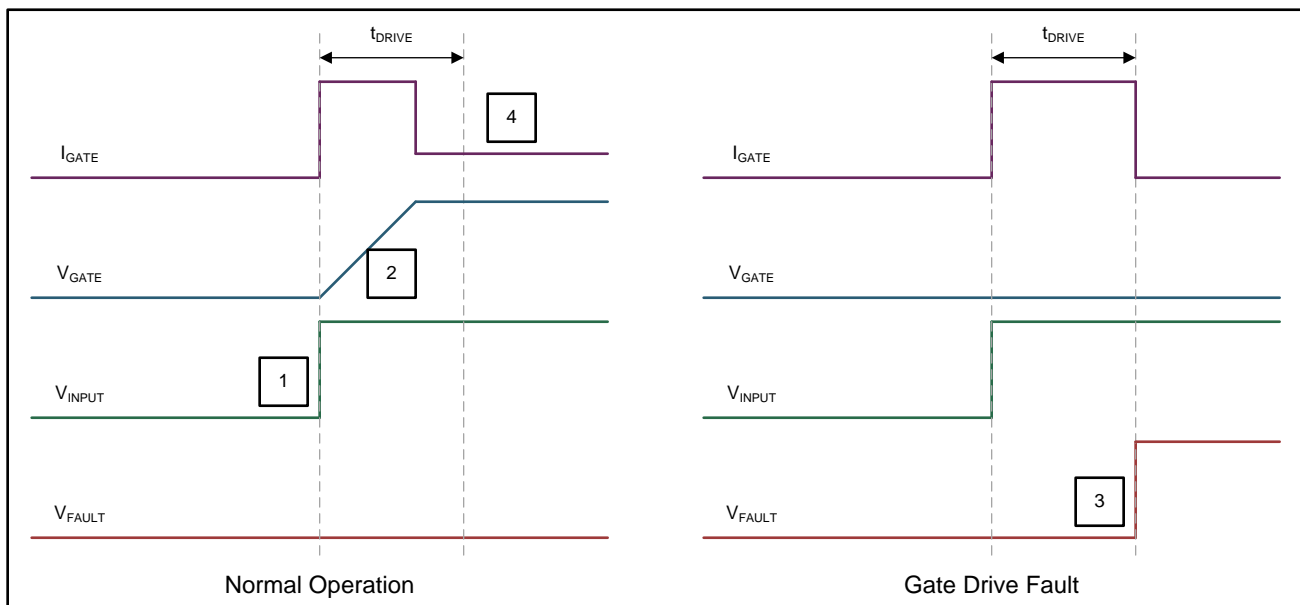 tDRIVE
IGATE
4
VGATE
2
VINPUT
1
VFAULT
Normal Operation
tDRIVE
IGATE
VGATE
VINPUT
VFAULT
3
Gate Drive Fault